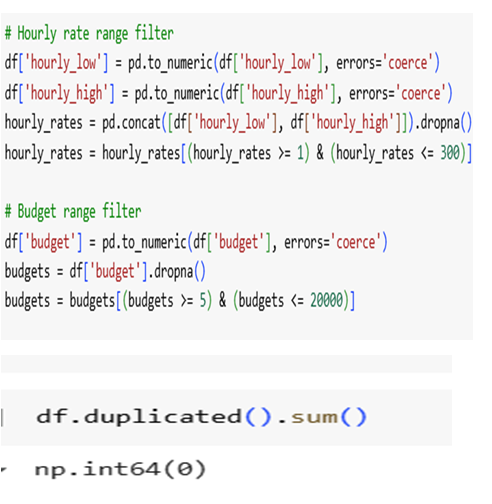 # Hourly rate range filter
df['hourly_low'] = pd.to_numeric(df['hourly_low'], errors='coerce')
df['hourly_high'] = pd.to_numeric(df['hourly_high'], errors='coerce')
hourly_rates = pd.concat([df['hourly_low'], df['hourly_high']]).dropna()
hourly_rates = hourly_rates[(hourly_rates >= 1) & (hourly_rates <= 300)]
# Budget range filter
df['budget'] = pd.to_numeric(df['budget'], errors='coerce')
budgets = df['budget'].dropna()
budgets = budgets[(budgets >= 5) & (budgets <= 20000)]
df.duplicated().sum()
np.int64(0)